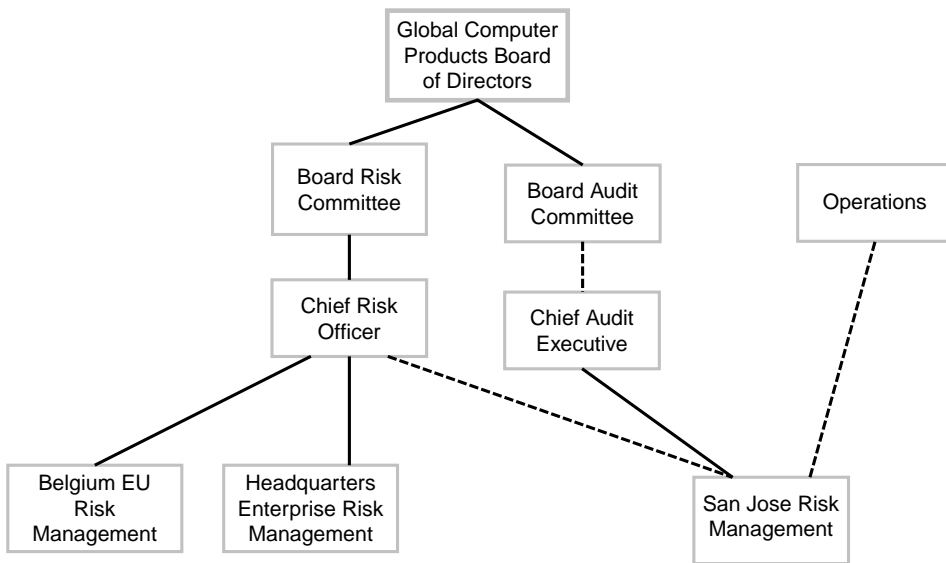 Global Computer
Products Board
of Directors
Board Risk
Committee
Board Audit
Committee
Operations
Chief Risk
Officer
Chief Audit
Executive
Belgium EU
Risk
Management
Headquarters
Enterprise Risk
Management
San Jose Risk
Management